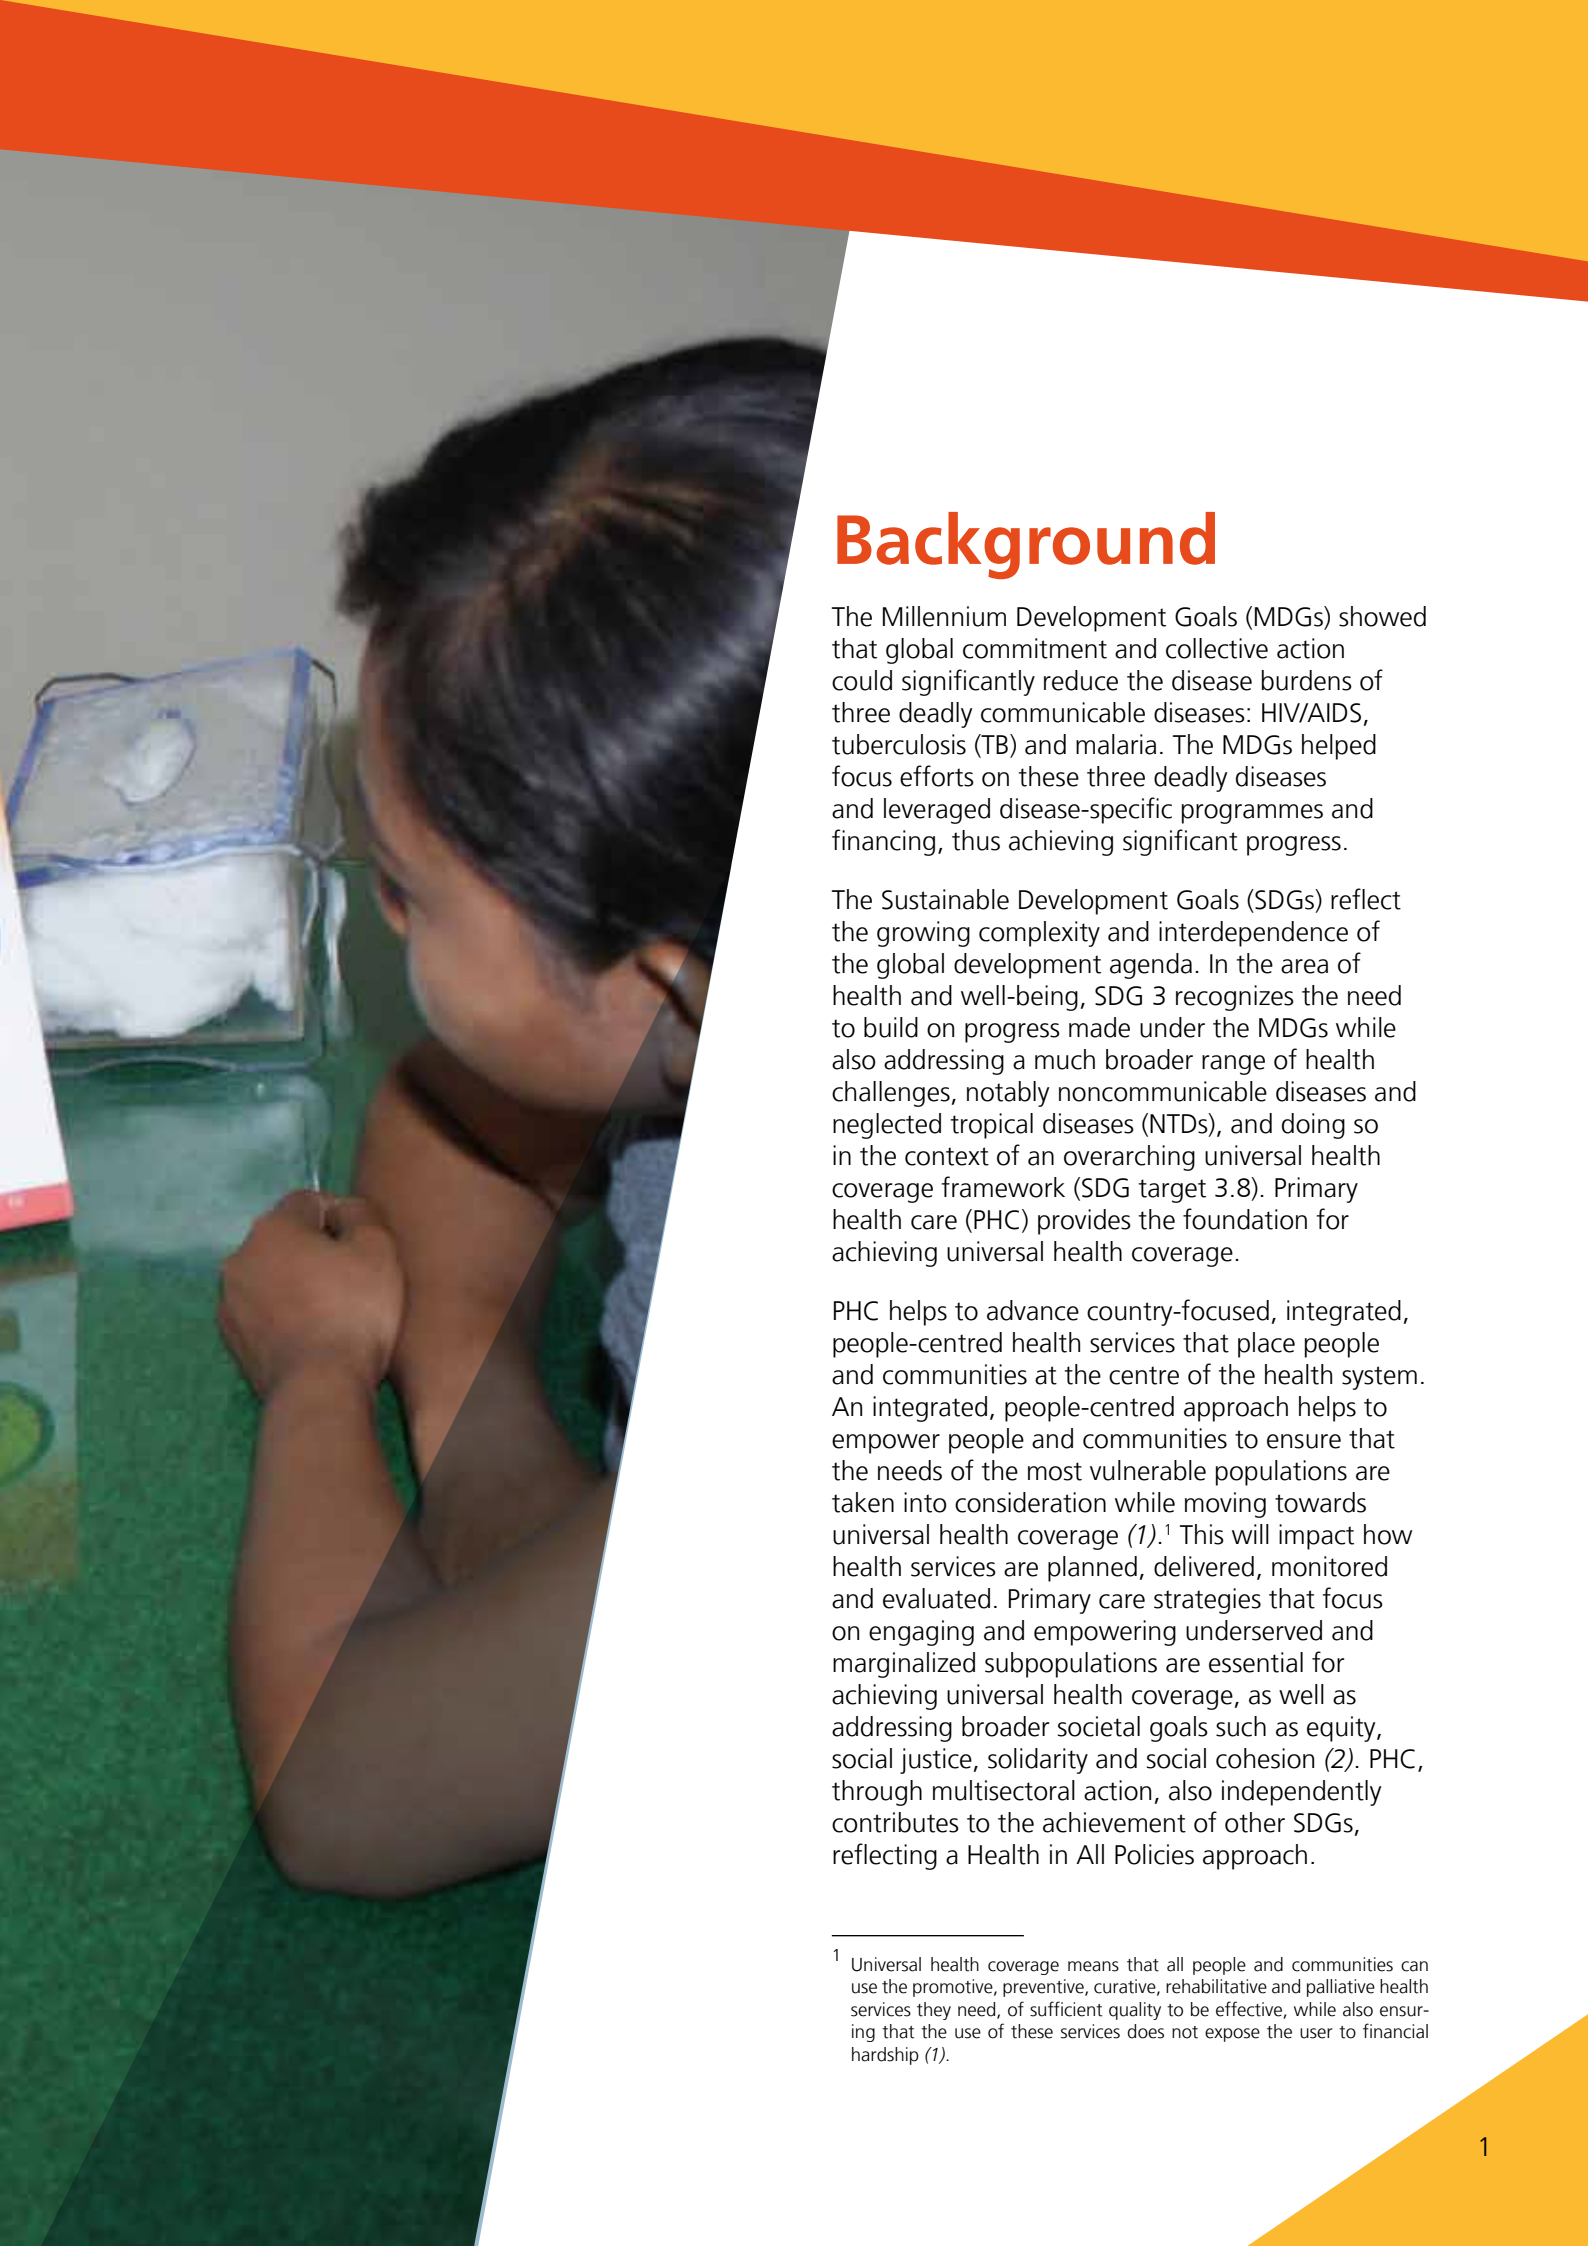 Background
The Millennium Development Goals (MDGs) showed
that global commitment and collective action
could significantly reduce the disease burdens of
three deadly communicable diseases: HIV/AIDS,
tuberculosis (TB) and malaria. The MDGs helped
focus efforts on these three deadly diseases
and leveraged disease-specific programmes and
financing, thus achieving significant progress.
The Sustainable Development Goals (SDGs) reflect
the growing complexity and interdependence of
the global development agenda. In the area of
health and well-being, SDG 3 recognizes the need
to build on progress made under the MDGs while
also addressing a much broader range of health
challenges, notably noncommunicable diseases and
neglected tropical diseases (NTDs), and doing so
in the context of an overarching universal health
coverage framework (SDG target 3.8). Primary
health care (PHC) provides the foundation for
achieving universal health coverage.
PHC helps to advance country-focused, integrated,
people-centred health services that place people
and communities at the centre of the health system.
An integrated, people-centred approach helps to
empower people and communities to ensure that
the needs of the most vulnerable populations are
taken into consideration while moving towards
universal health coverage (1).¹ This will impact how
health services are planned, delivered, monitored
and evaluated. Primary care strategies that focus
on engaging and empowering underserved and
marginalized subpopulations are essential for
achieving universal health coverage, as well as
addressing broader societal goals such as equity,
social justice, solidarity and social cohesion (2). PHC,
through multisectoral action, also independently
contributes to the achievement of other SDGs,
reflecting a Health in All Policies approach.
1 Universal health coverage means that all people and communities can
use the promotive, preventive, curative, rehabilitative and palliative health
services they need, of sufficient quality to be effective, while also ensur-
ing that the use of these services does not expose the user to financial
hardship (1).
1